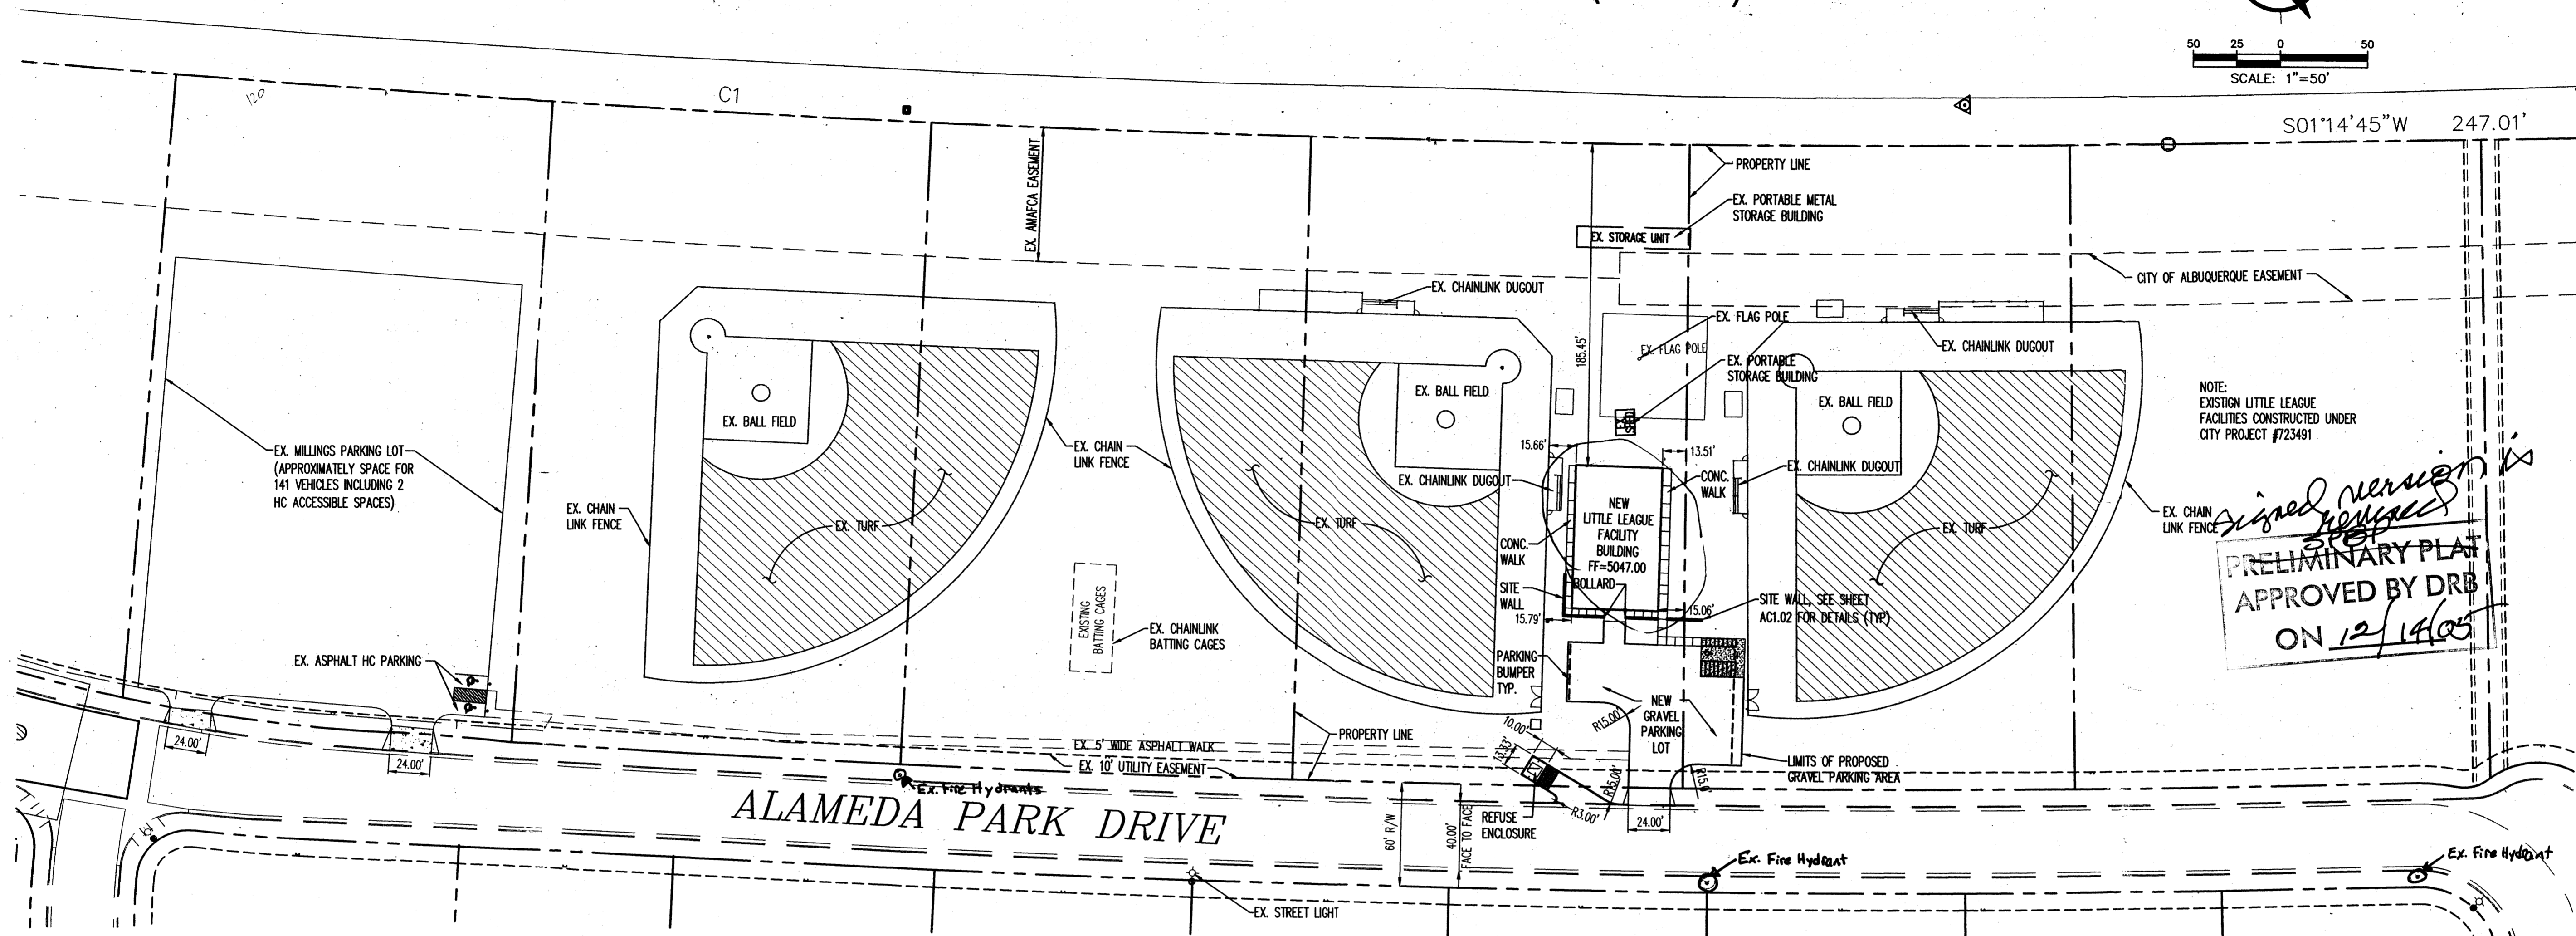 50 25 0 50
SCALE: 1"=50'
S01°14'45"W 247.01'
120
C1
EX. AMAFCA EASEMENT
PROPERTY LINE
EX. PORTABLE METAL
STORAGE BUILDING
EX. STORAGE UNIT
CITY OF ALBUQUERQUE EASEMENT
EX. CHAINLINK DUGOUT
EX. FLAG POLE
EX. FLAG POLE
EX. PORTABLE
STORAGE BUILDING
EX. CHAINLINK DUGOUT
185.45'
NOTE:
EXISTIGN LITTLE LEAGUE
FACILITIES CONSTRUCTED UNDER
CITY PROJECT #723491
EX. BALL FIELD
EX. BALL FIELD
EX. BALL FIELD
EX. MILLINGS PARKING LOT
(APPROXIMATELY SPACE FOR
141 VEHICLES INCLUDING 2
HC ACCESSIBLE SPACES)
EX. CHAIN
LINK FENCE
15.66'
13.51'
EX. CHAINLINK DUGOUT
CONC.
WALK
EX. CHAINLINK DUGOUT
EX. CHAIN
LINK FENCE
EX. TURF
EX. TURF
EX. TURF
NEW
LITTLE LEAGUE
FACILITY
BUILDING
FF=5047.00
BOLLARD
CONC.
WALK
SITE
WALL
15.79'
15.06'
SITE WALL, SEE SHEET
AC1.02 FOR DETAILS (TYP)
EX. CHAIN
LINK FENCE
signed version is
PRELIMINARY PLAT
APPROVED BY DRB
ON 12/14/05
EXISTING
BATTING CAGES
EX. CHAINLINK
BATTING CAGES
PARKING
BUMPER
TYP.
EX. ASPHALT HC PARKING
NEW
GRAVEL
PARKING
LOT
R15.00'
10.00'
13.33'
24.00'
24.00'
EX. 5' WIDE ASPHALT WALK
EX. 10' UTILITY EASEMENT
PROPERTY LINE
LIMITS OF PROPOSED
GRAVEL PARKING AREA
Ex. Fire Hydrants
ALAMEDA PARK DRIVE
60' R/W
40.00'
FACE TO FACE
REFUSE
ENCLOSURE
R3.00'
24.00'
Ex. Fire Hydrant
Ex. Fire Hydrant
EX. STREET LIGHT